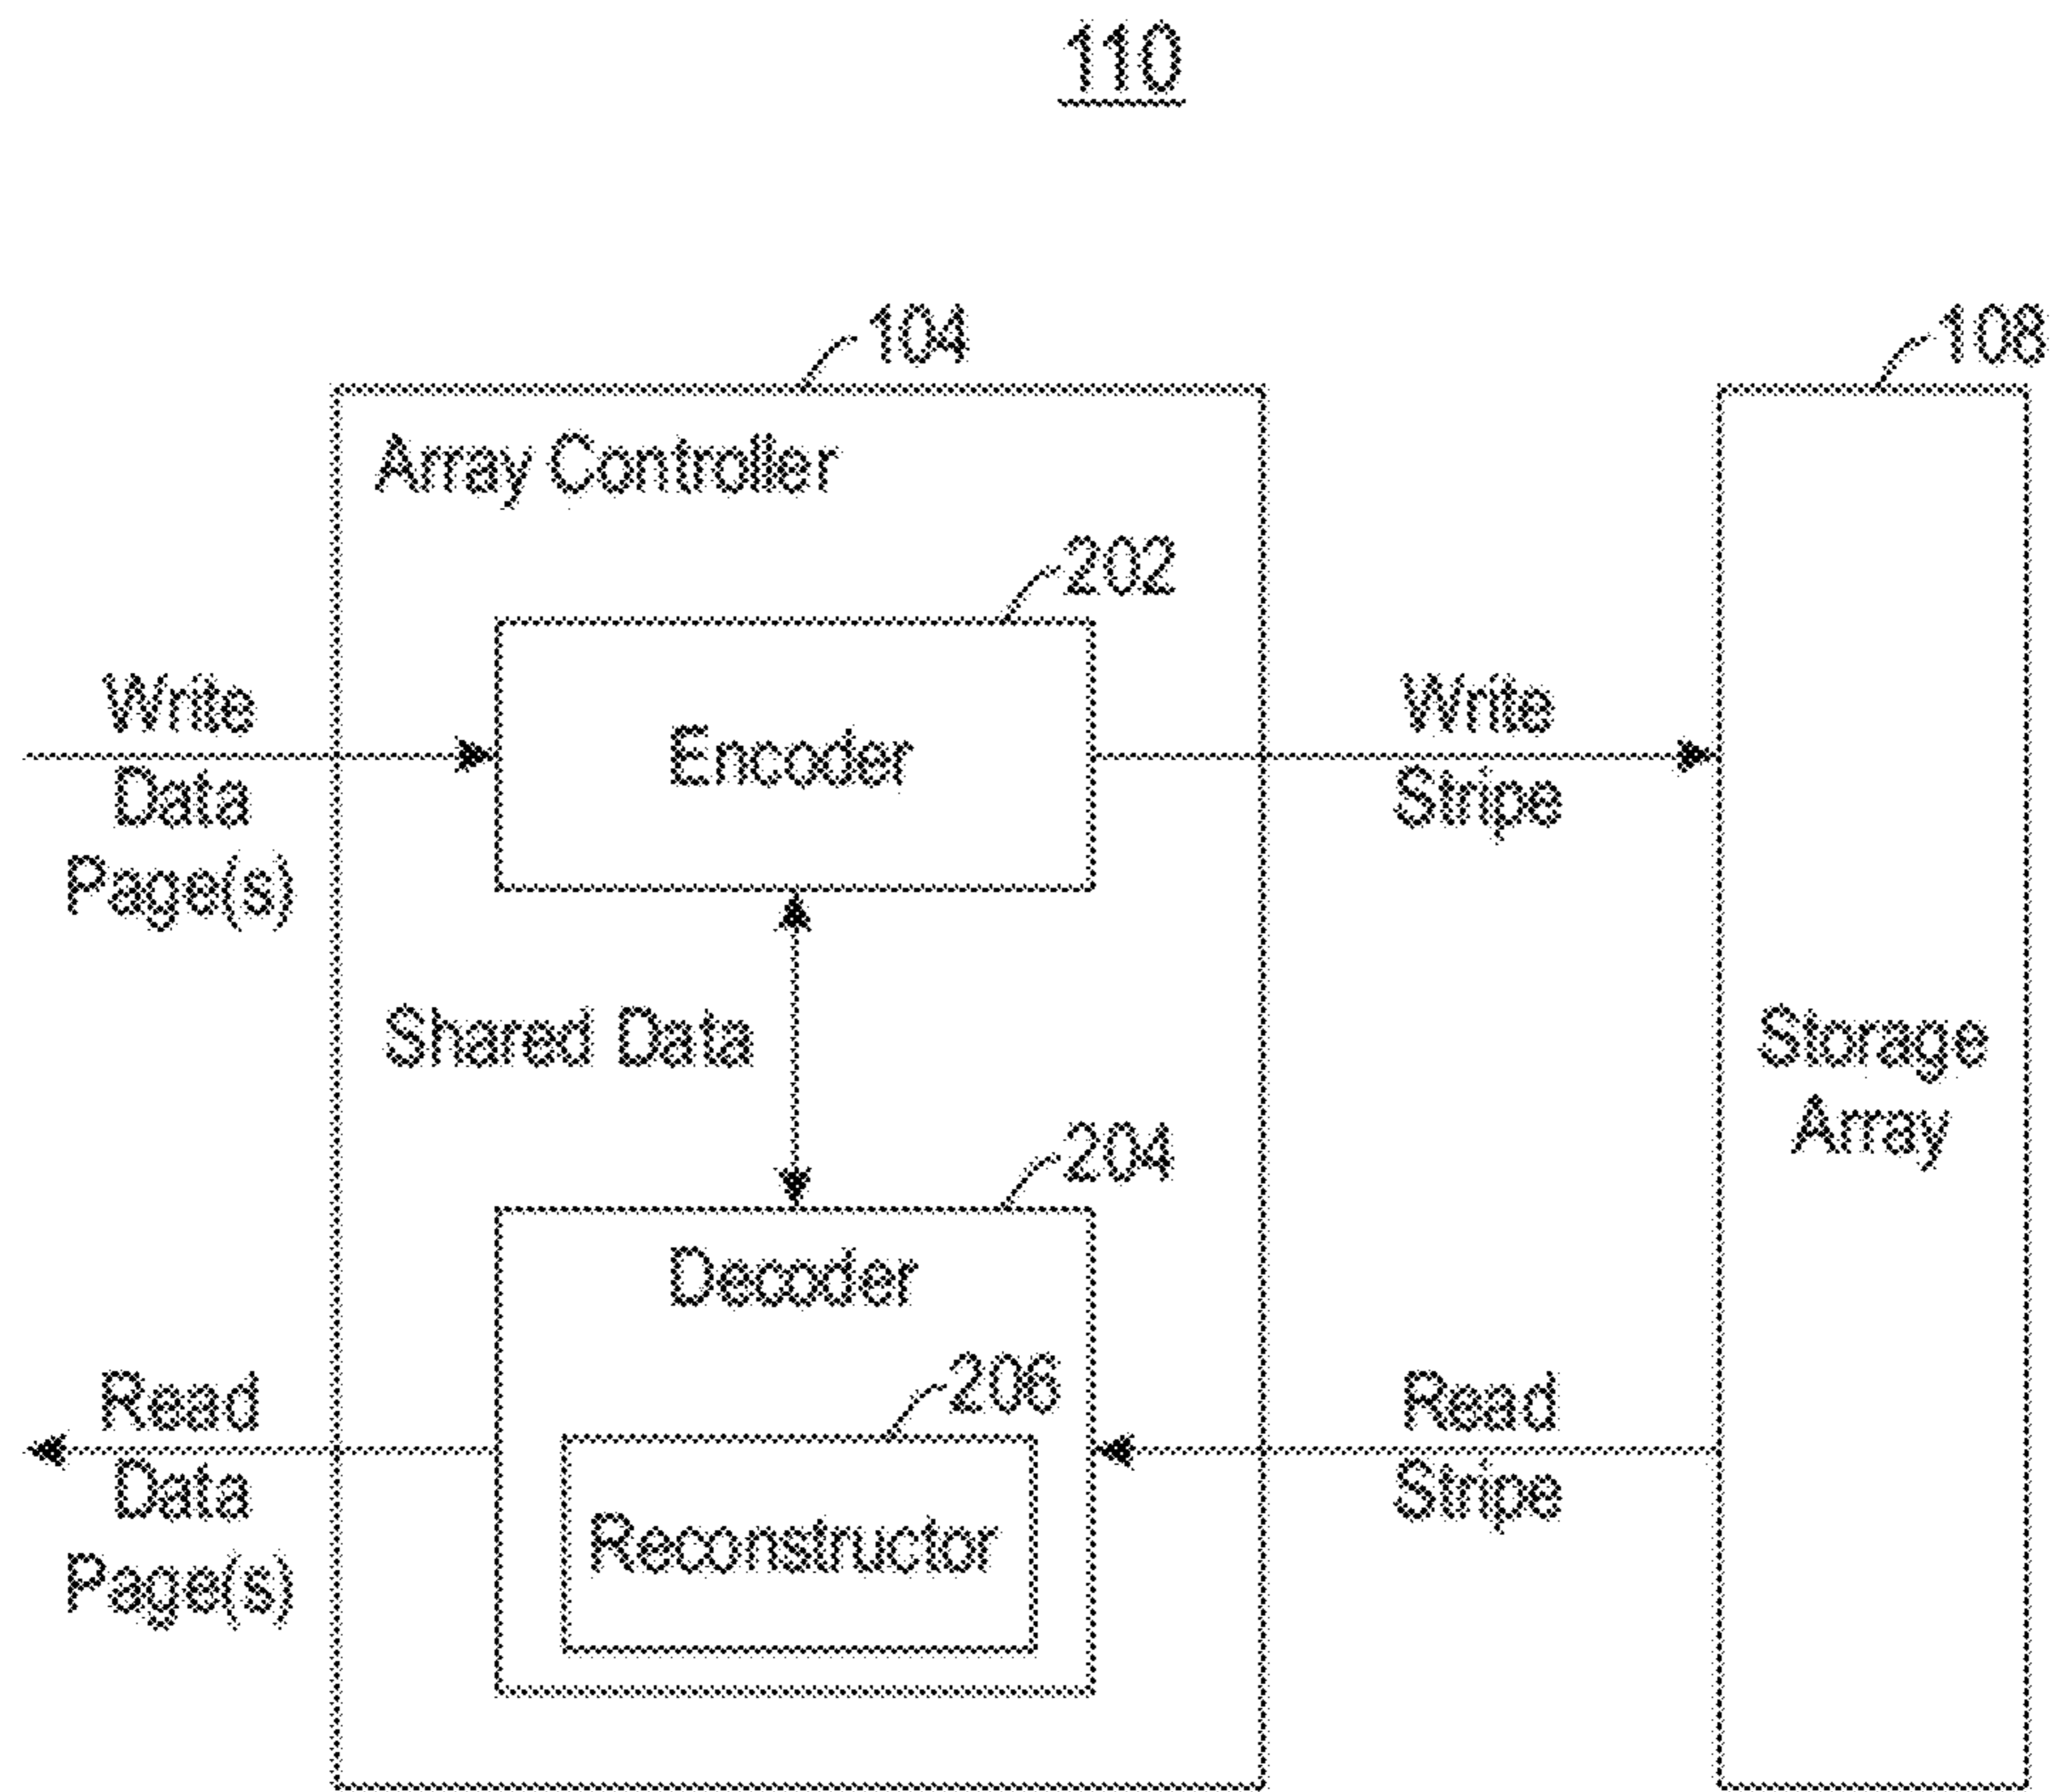 110
104
108
Array Controller
202
Write
Data
Page(s)
Encoder
Write
Stripe
Shared Data
Storage
Array
204
Decoder
206
Read
Data
Page(s)
Reconstructor
Read
Stripe